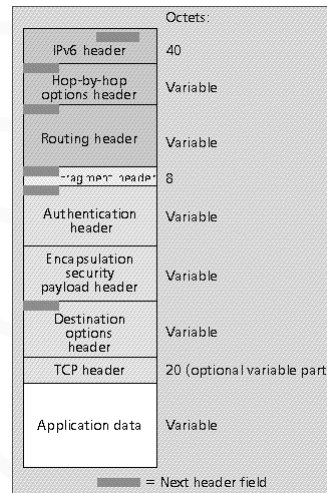 Octets:
IPv6 header 40
Hop-by-hop
options header Variable
Routing header Variable
Fragment header 8
Authentication
header Variable
Encapsulation
security
payload header Variable
Destination
options
header Variable
TCP header 20 (optional variable part
Application data Variable
= Next header field